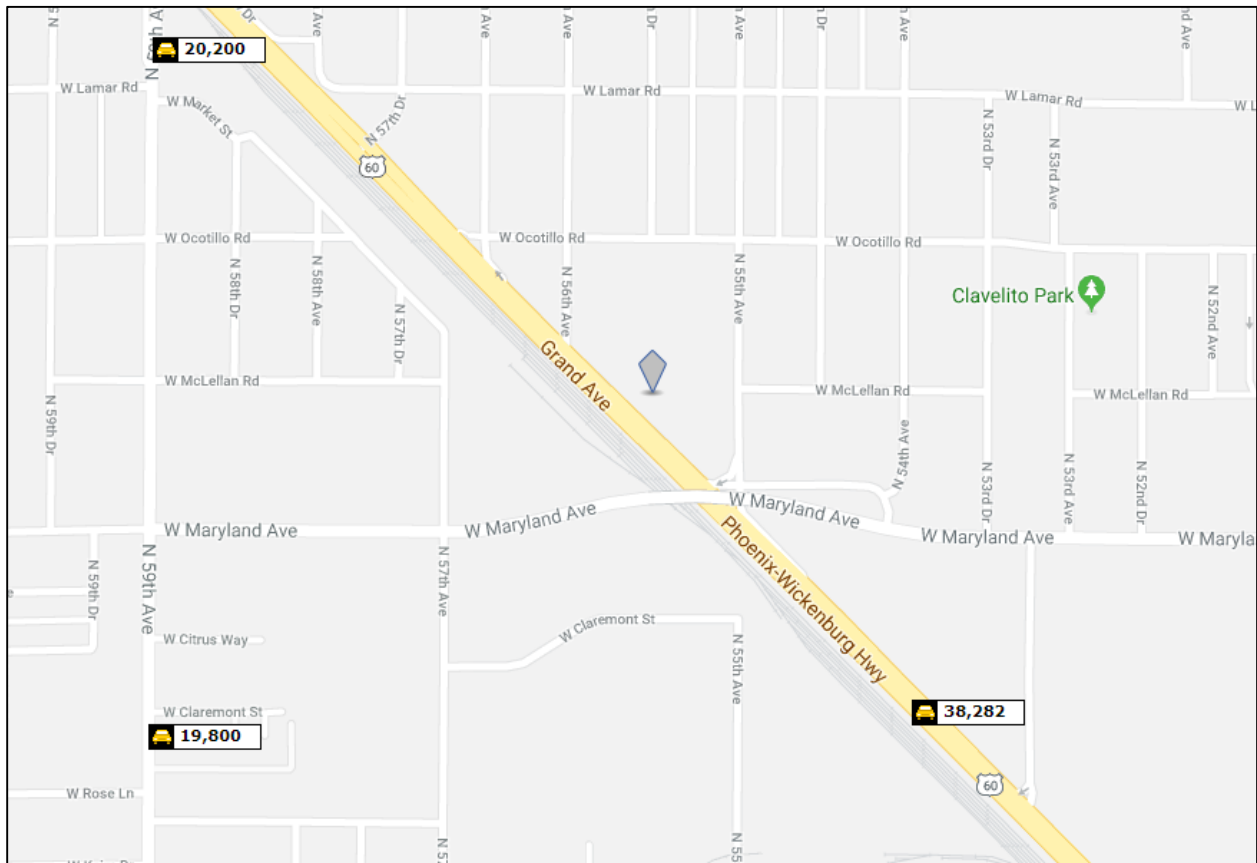 20,200
N 59th A
W Lamar Rd
W Lamar Rd
W Lamar Rd
W L
W Market St
N 57th Dr
60
N 53rd Dr
N 53rd Ave
W Ocotillo Rd
W Ocotillo Rd
W Ocotillo Rd
N 58th Dr
N 58th Ave
N 57th Dr
N 56th Ave
N 55th Ave
Clavelito Park
N 52nd Ave
Grand Ave
W McLellan Rd
W McLellan Rd
W McLellan Rd
N 59th Dr
N 54th Ave
N 53rd Dr
N 53rd Ave
N 52nd Dr
W Maryland Ave
W Maryland Ave
W Maryland Ave
W Maryland Ave
W Maryla
Phoenix-Wickenburg Hwy
N 59th Dr
N 59th Ave
N 57th Ave
W Citrus Way
W Claremont St
N 55th Ave
W Claremont St
38,282
19,800
60
W Rose Ln
N 57
N 55